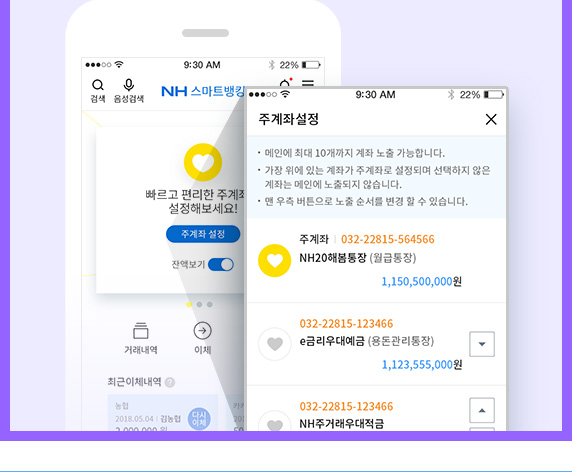 9:30 AM
22%
검색
음성검색
NH 스마트뱅킹
빠르고 편리한 주계좌
설정해보세요!
주계좌 설정
잔액보기
거래내역
이체
최근이체내역 ?
농협
2018.05.04 | 김농협
다시
이체
9:30 AM
22%
주계좌설정
• 메인에 최대 10개까지 계좌 노출 가능합니다.
• 가장 위에 있는 계좌가 주계좌로 설정되며 선택하지 않은
계좌는 메인에 노출되지 않습니다.
• 맨 우측 버튼으로 노출 순서를 변경 할 수 있습니다.
주계좌 | 032-22815-564566
NH20해봄통장 (월급통장)
1,150,500,000원
032-22815-123466
e금리우대예금 (용돈관리통장)
1,123,555,000원
032-22815-123466
NH주거래우대적금